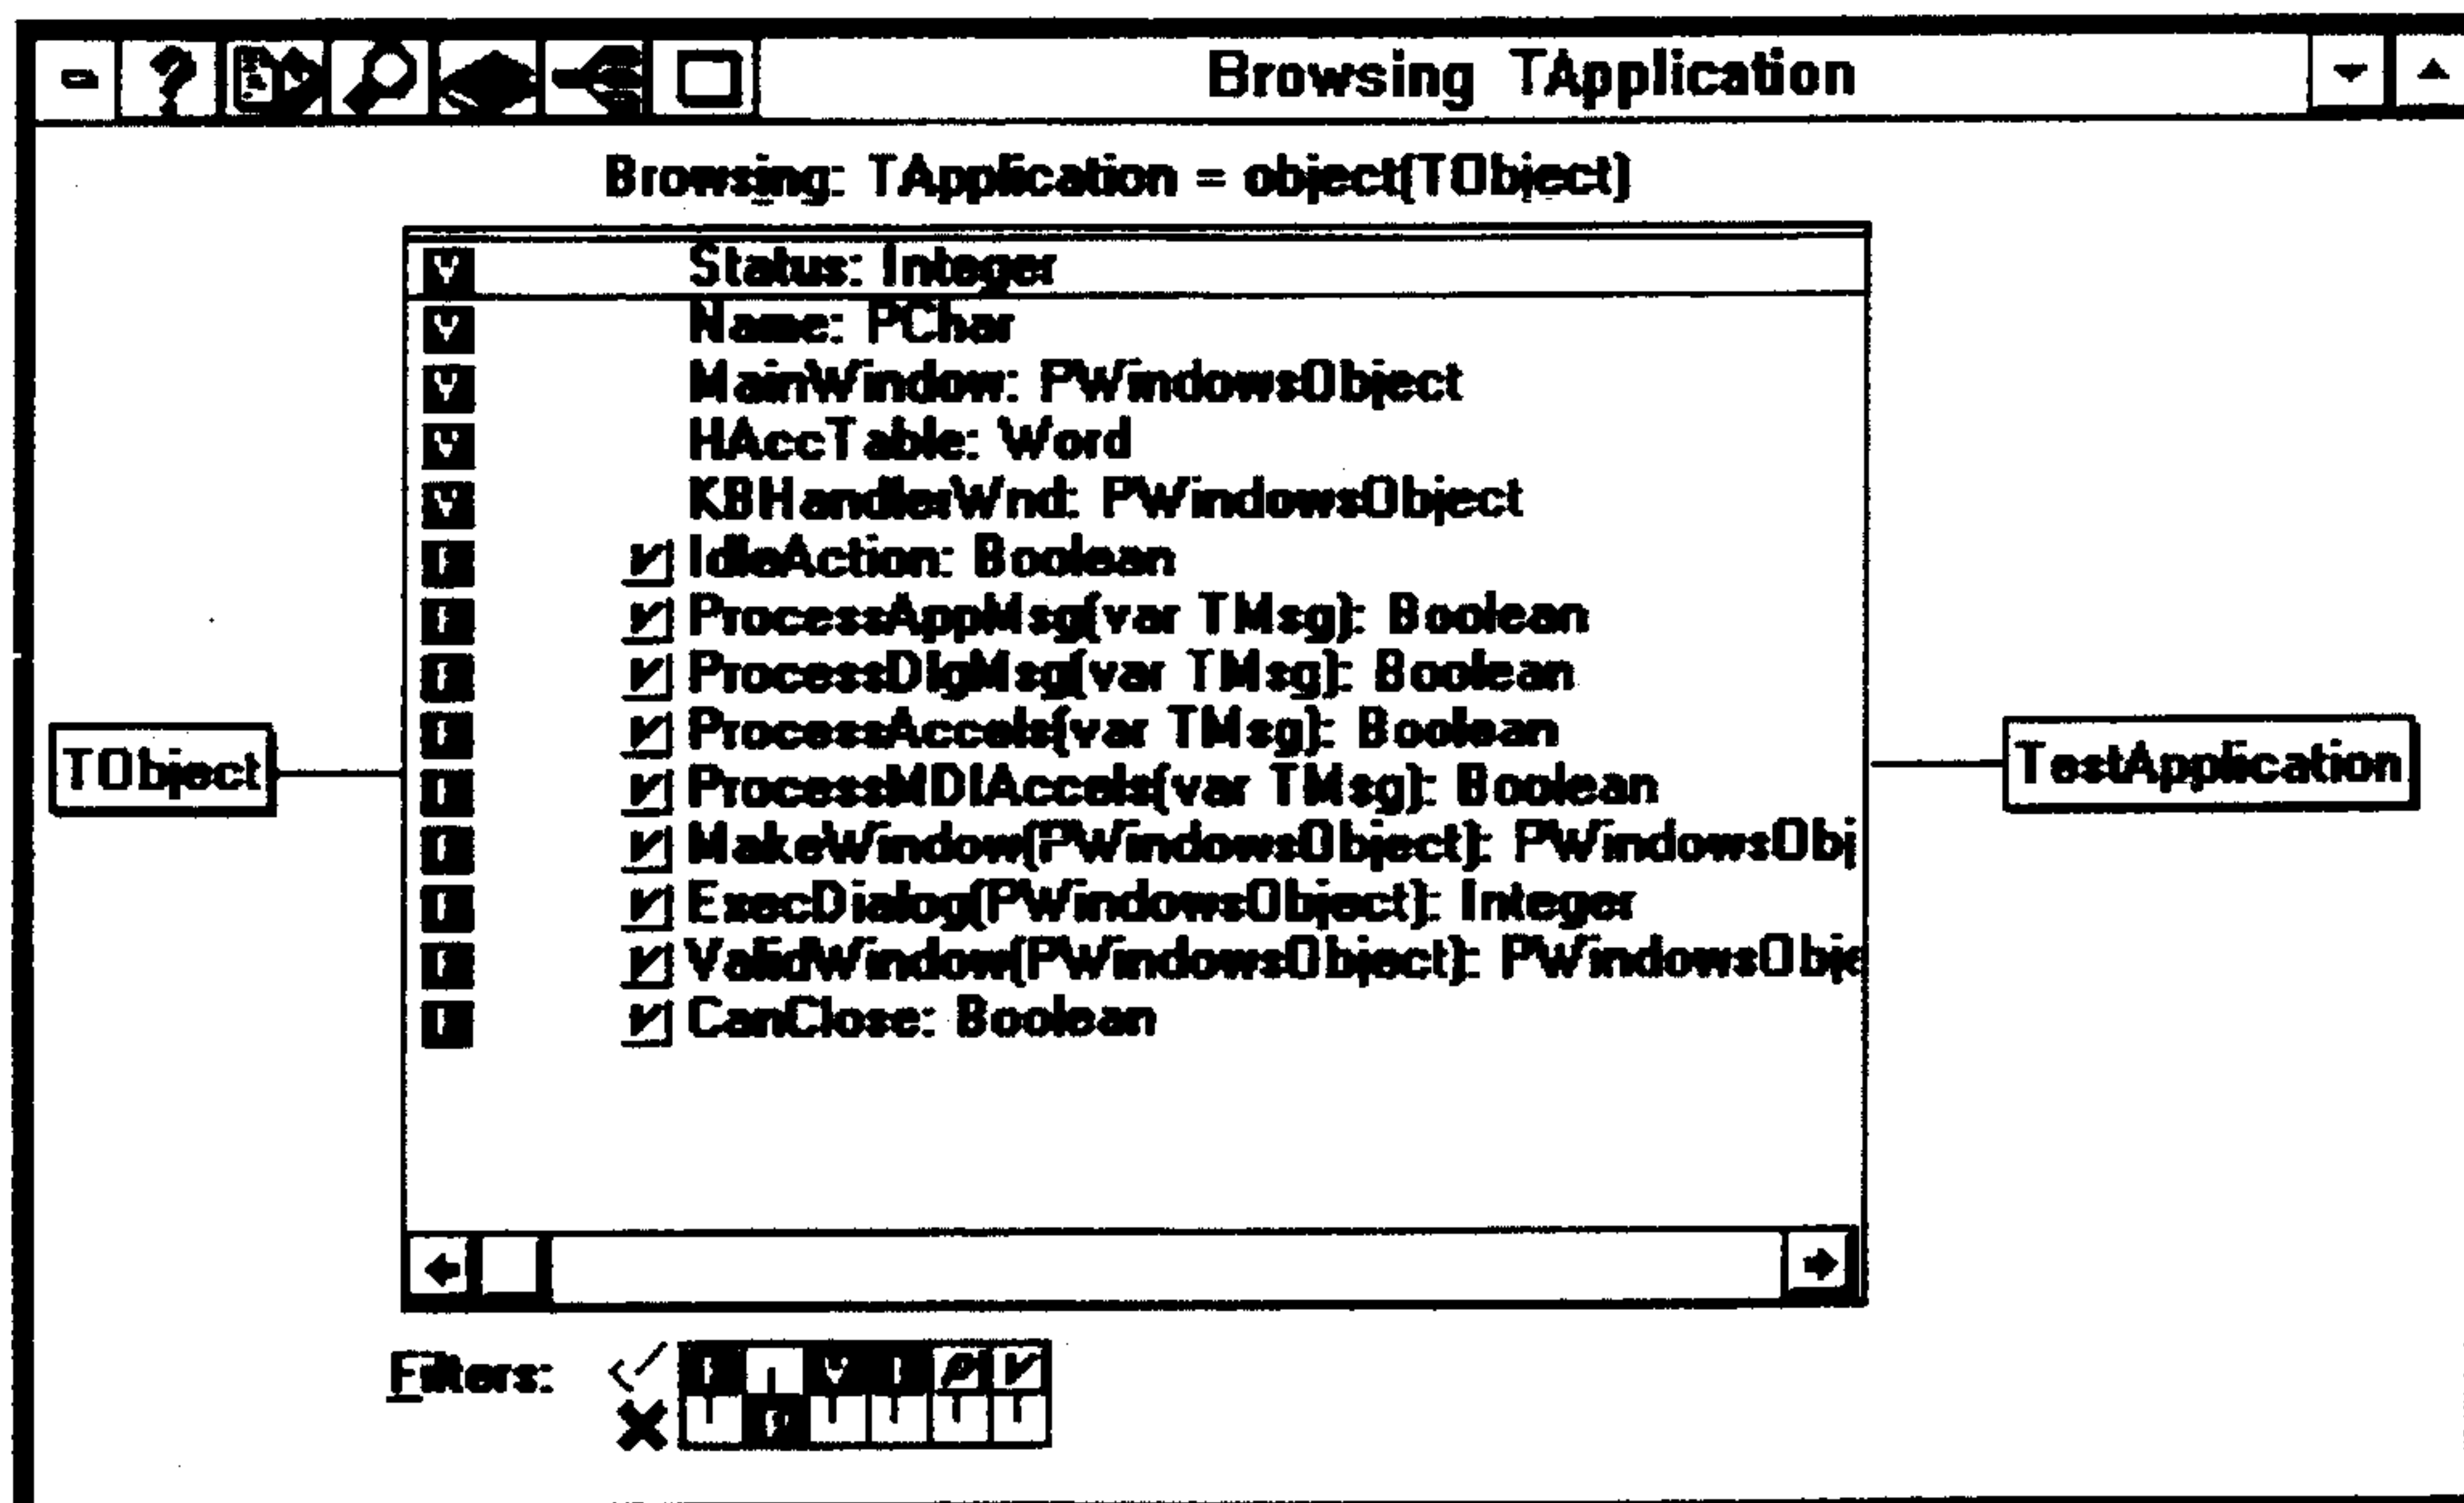 Browsing TApplication
Browsing: TApplication = object(TObject)
Status: Integer
Name: PChar
MainWindow: PWindowsObject
HAccTable: Word
KBHandlerWnd: PWindowsObject
IdleAction: Boolean
ProcessAppMsg(var TMsg): Boolean
ProcessDlgMsg(var TMsg): Boolean
ProcessAccels(var TMsg): Boolean
ProcessMDIAccels(var TMsg): Boolean
MakeWindow(PWindowsObject): PWindowsObj
ExecDialog(PWindowsObject): Integer
ValidWindow(PWindowsObject): PWindowsObje
CanClose: Boolean
TObject
TestApplication
Filters: